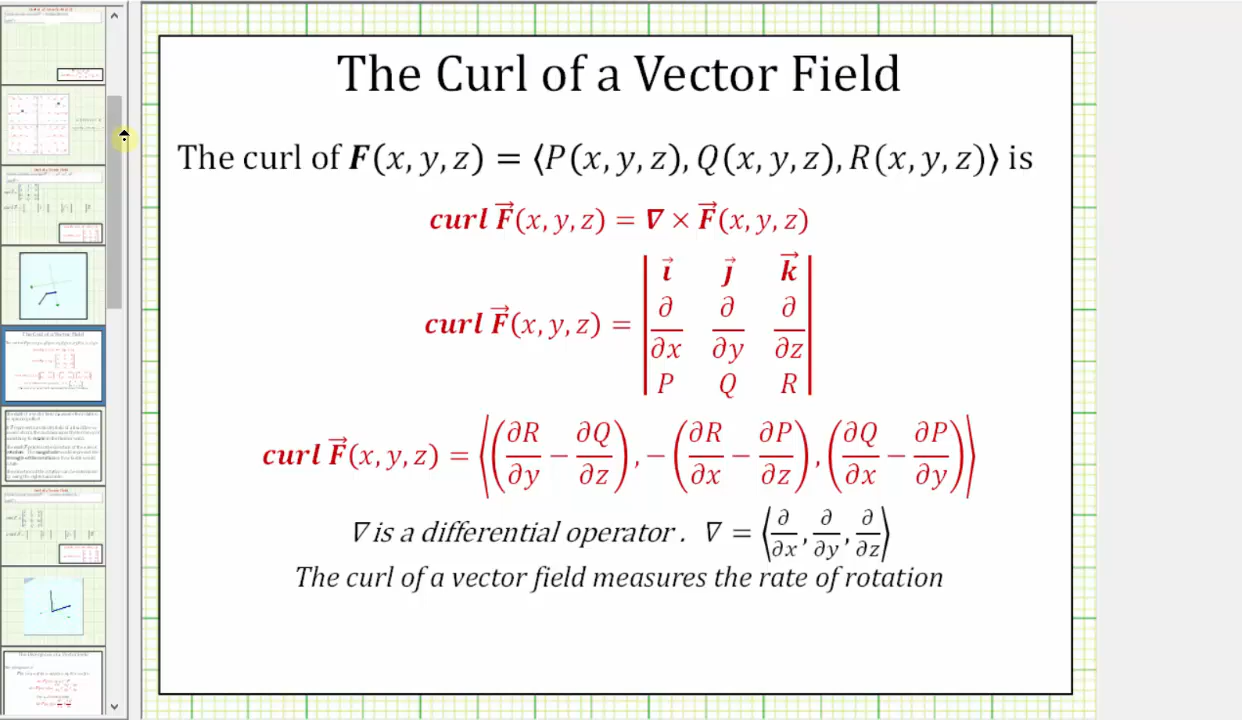 The Curl of a Vector Field
The curl of F(x, y, z) = ⟨P(x, y, z), Q(x, y, z), R(x, y, z)⟩ is
curl F⃗(x, y, z) = ∇ × F⃗(x, y, z)
curl F⃗(x, y, z) = | i⃗ j⃗ k⃗ |
| ∂/∂x ∂/∂y ∂/∂z |
| P Q R |
curl F⃗(x, y, z) = ⟨(∂R/∂y − ∂Q/∂z), −(∂R/∂x − ∂P/∂z), (∂Q/∂x − ∂P/∂y)⟩
∇ is a differential operator. ∇ = ⟨∂/∂x, ∂/∂y, ∂/∂z⟩
The curl of a vector field measures the rate of rotation